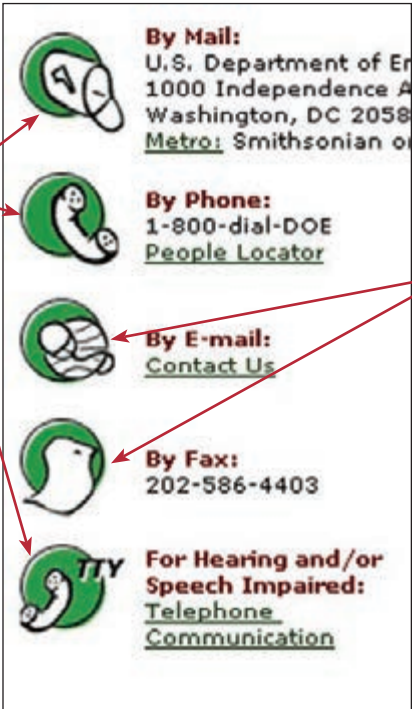 By Mail:
U.S. Department of
1000 Independence
Washington, DC
Metro: Smithsonian
By Phone:
1-800-dial-DOE
People Locator
By E-mail:
Contact Us
By Fax:
202-586-4403
TTY
For Hearing and/or
Speech Impaired:
Telephone
Communication